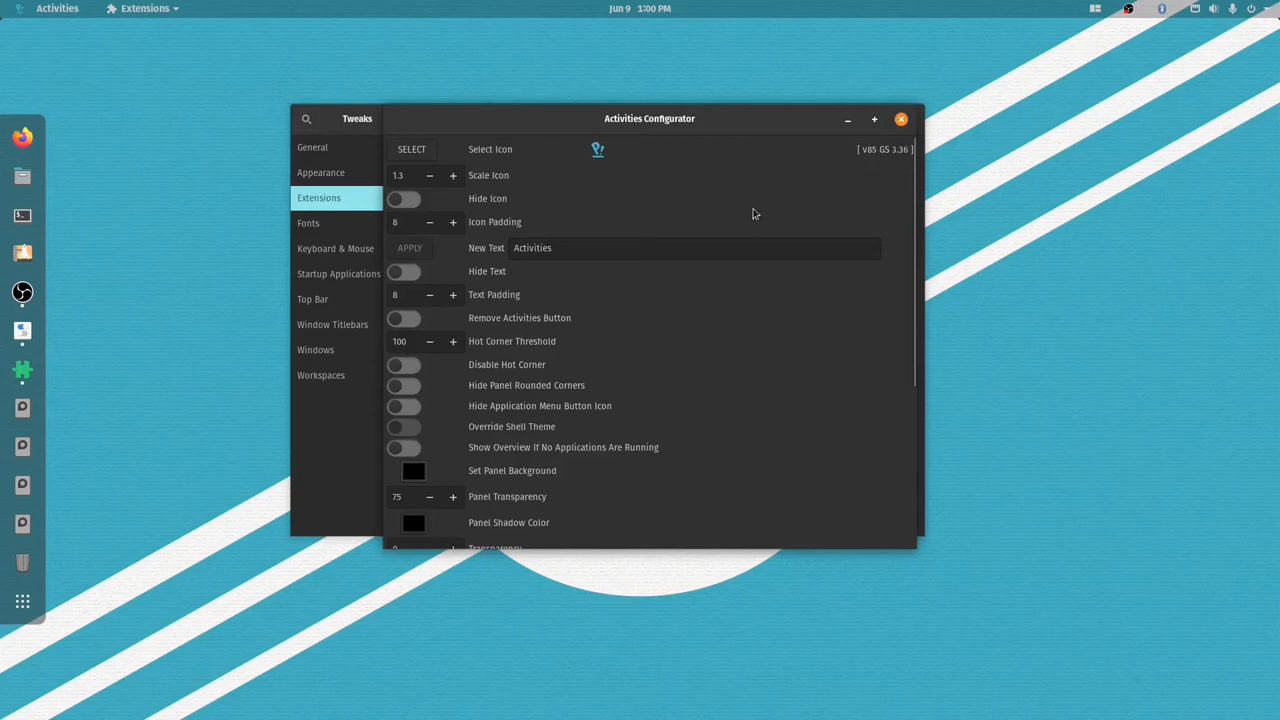 Activities Extensions Jun 9 1:00 PM
Tweaks
General
Appearance
Extensions
Fonts
Keyboard & Mouse
Startup Applications
Top Bar
Window Titlebars
Windows
Workspaces
Activities Configurator
SELECT Select Icon [ v85 GS 3.36 ]
1.3 − + Scale Icon
Hide Icon
8 − + Icon Padding
APPLY New Text Activities
Hide Text
8 − + Text Padding
Remove Activities Button
100 − + Hot Corner Threshold
Disable Hot Corner
Hide Panel Rounded Corners
Hide Application Menu Button Icon
Override Shell Theme
Show Overview If No Applications Are Running
Set Panel Background
75 − + Panel Transparency
Panel Shadow Color
0 − + Transparency